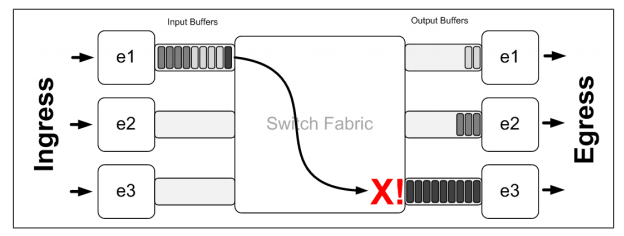 Input Buffers
Output Buffers
Ingress
e1
e2
e3
Switch Fabric
X!
e1
e2
e3
Egress